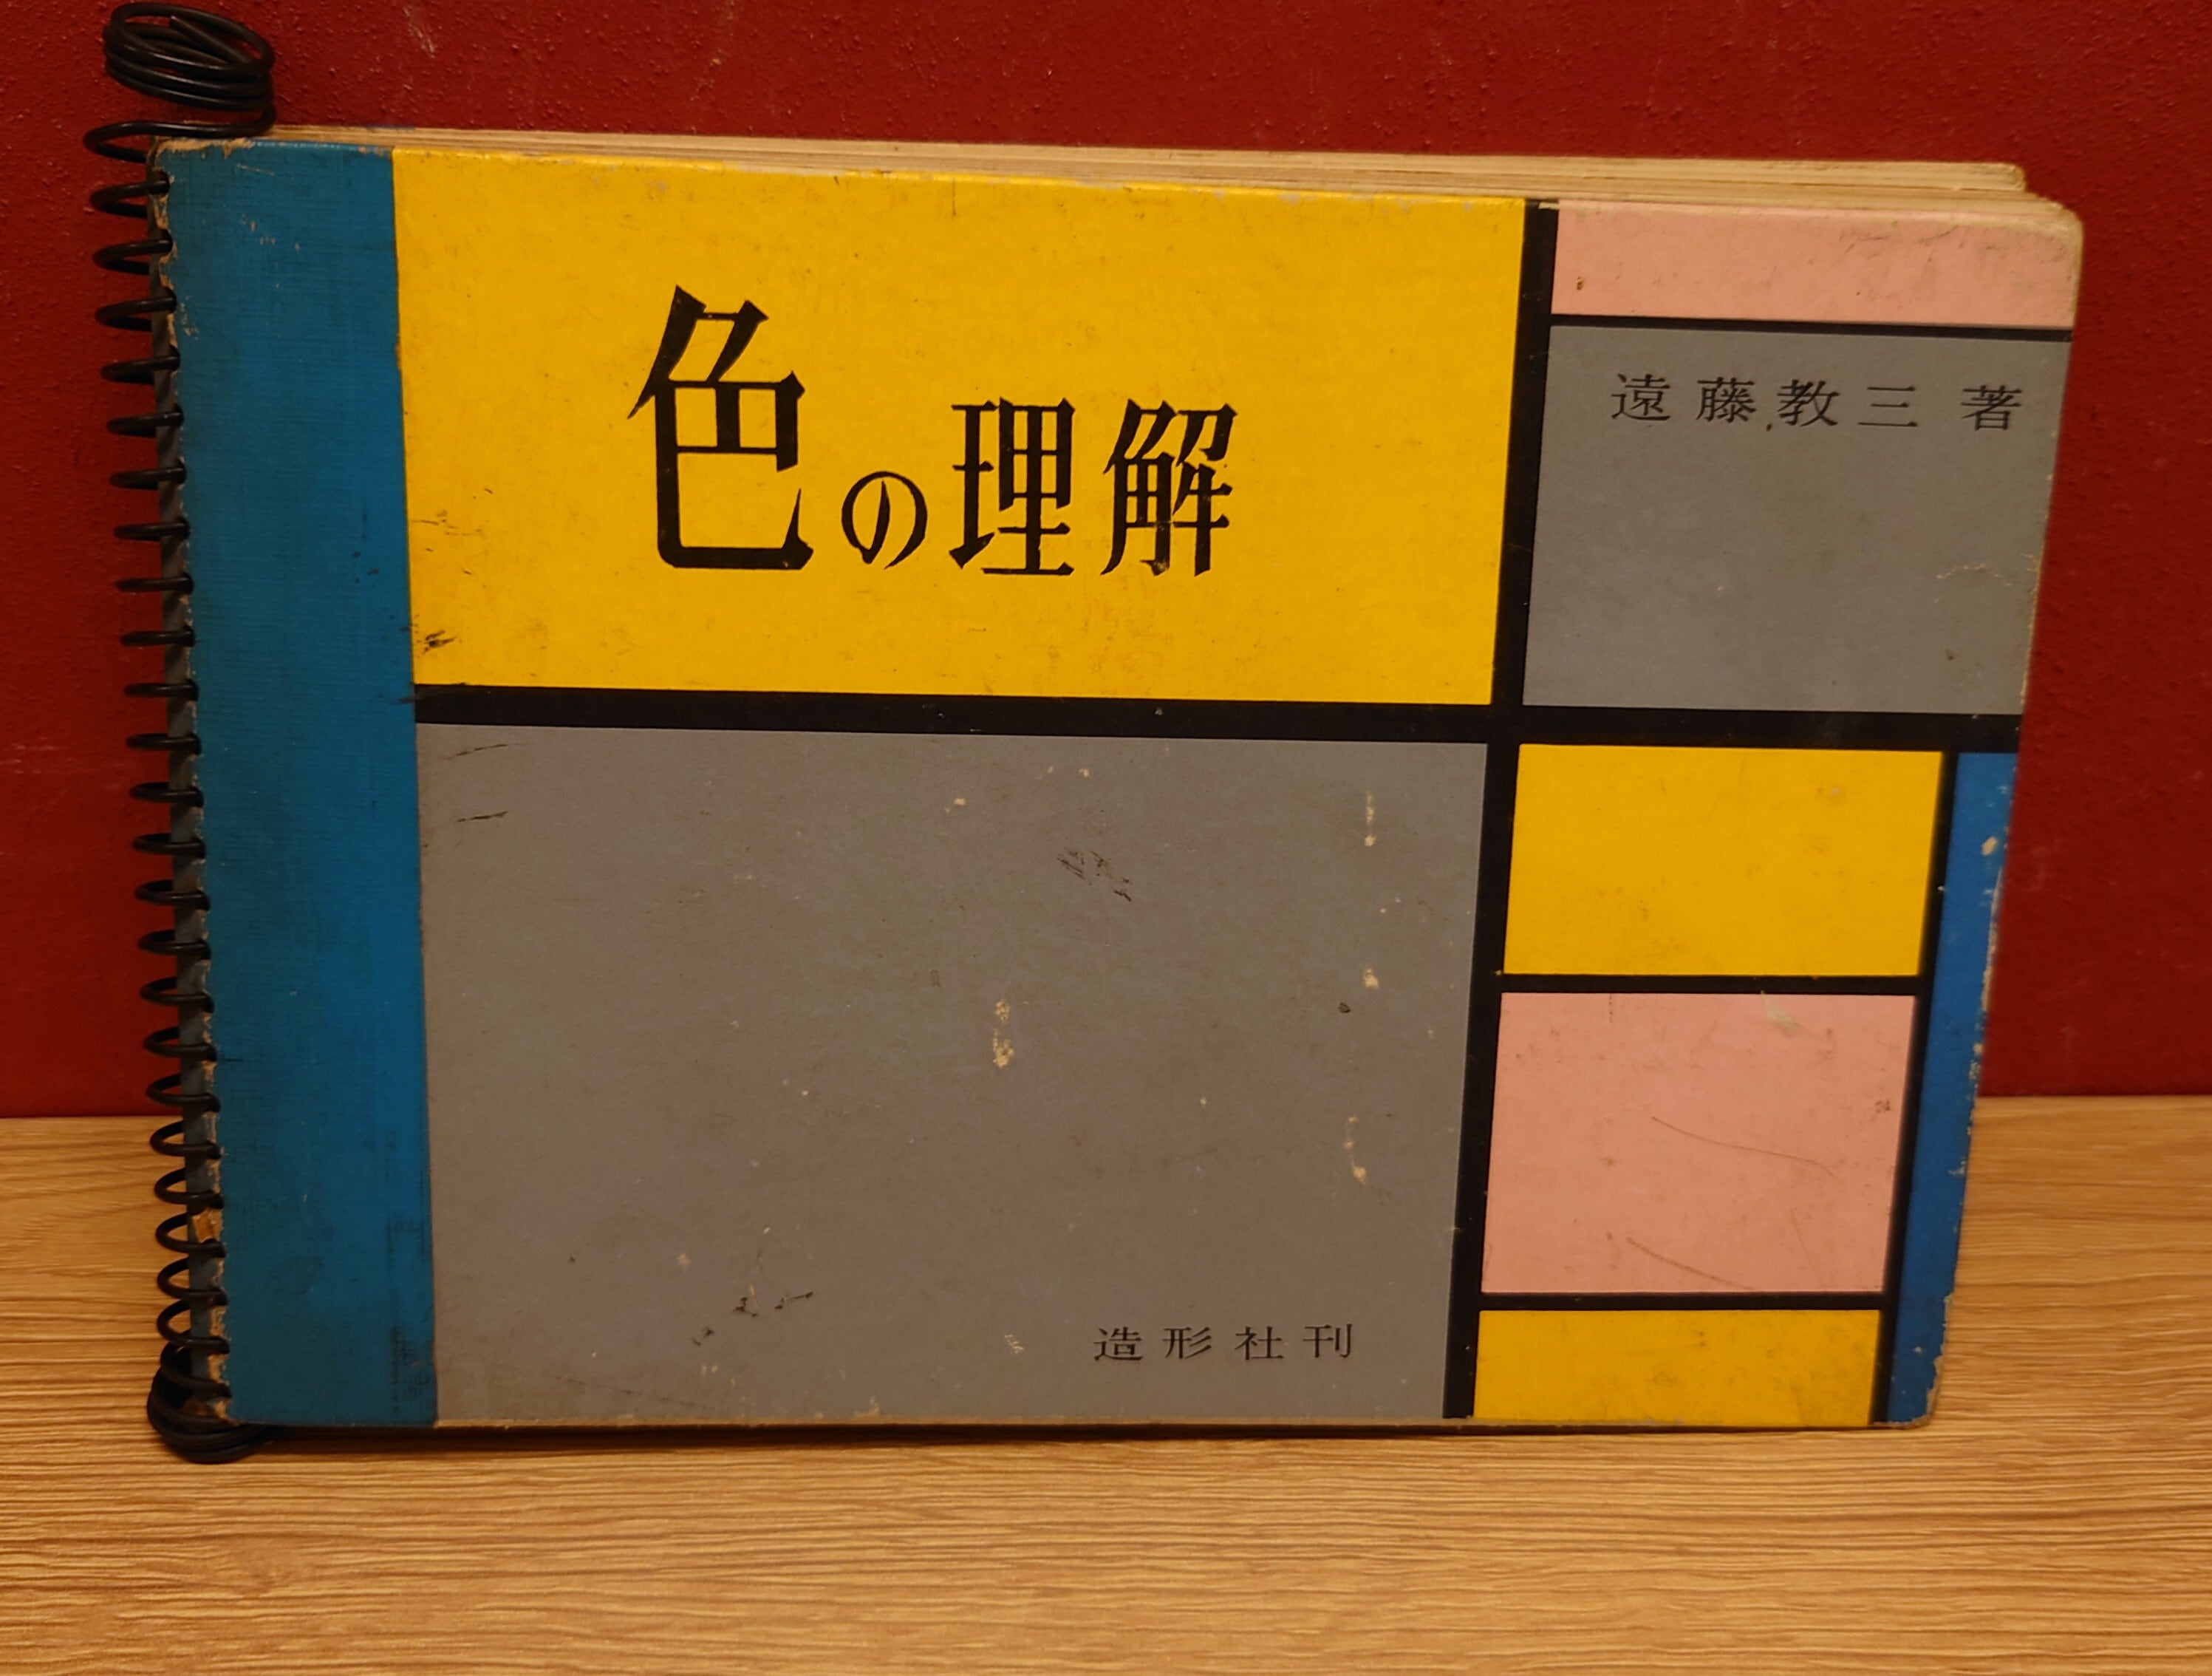 色の理解
遠藤教三 著
造形社刊